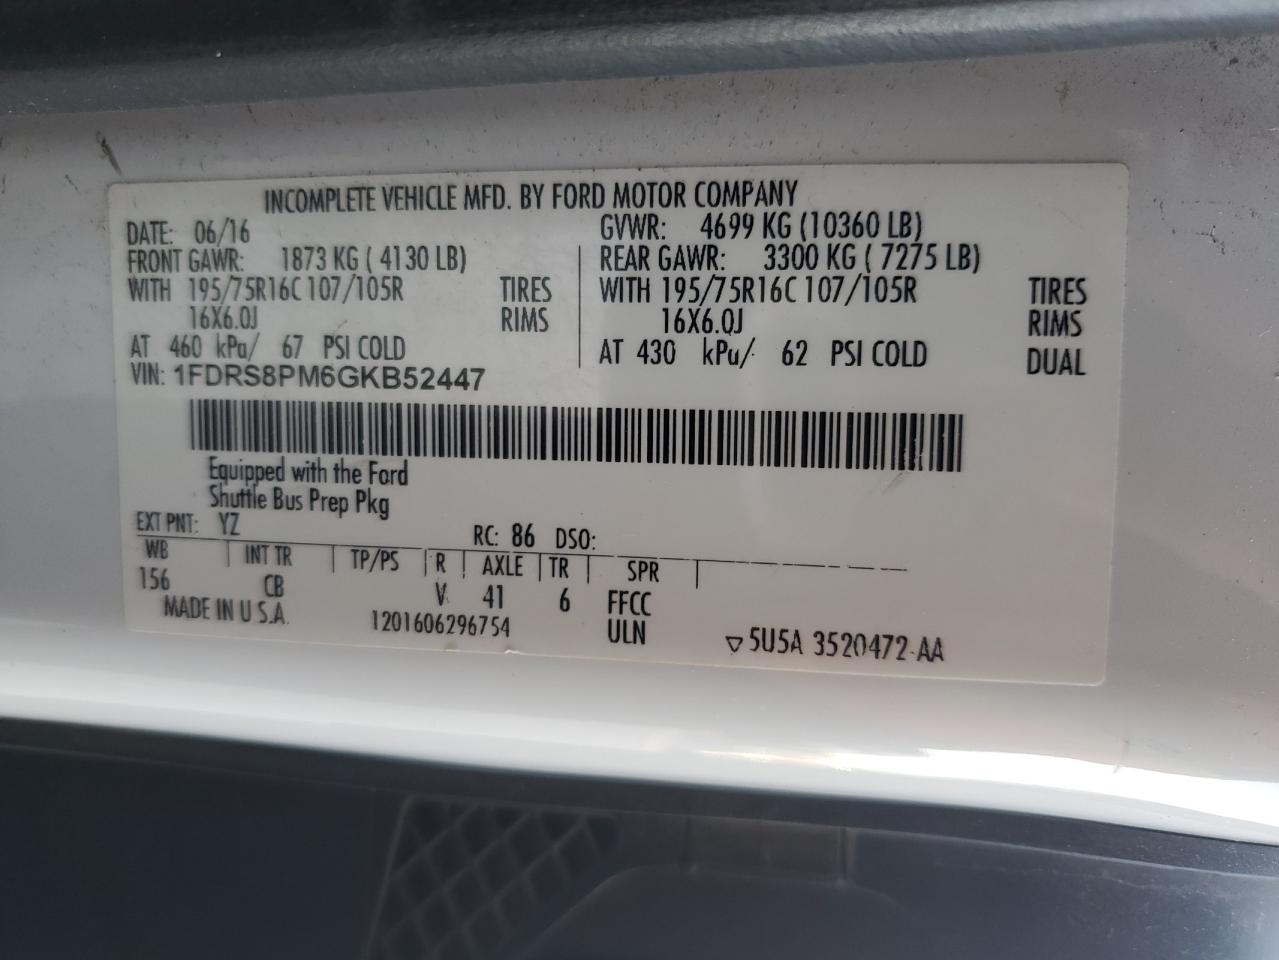 INCOMPLETE VEHICLE MFD. BY FORD MOTOR COMPANY
DATE: 06/16 GVWR: 4699 KG (10360 LB)
FRONT GAWR: 1873 KG ( 4130 LB) REAR GAWR: 3300 KG ( 7275 LB)
WITH 195/75R16C 107/105R TIRES WITH 195/75R16C 107/105R TIRES
16X6.0J RIMS 16X6.0J RIMS
AT 460 kPa/ 67 PSI COLD AT 430 kPa/ 62 PSI COLD DUAL
VIN: 1FDRS8PM6GKB52447
Equipped with the Ford
Shuttle Bus Prep Pkg
EXT PNT: YZ RC: 86 DSO:
WB INT TR TP/PS R AXLE TR SPR
156 CB V 41 6 FFCC
MADE IN U S.A. 1201606296754 ULN ▽5U5A 3520472-AA